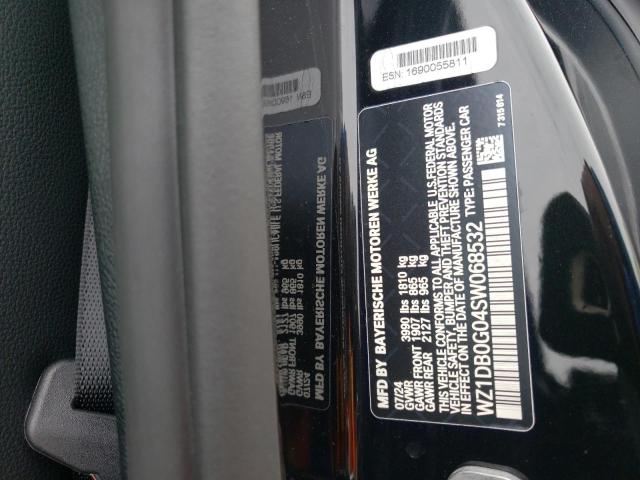 ESN: 1690055811
MFD BY BAYERISCHE MOTOREN WERKE AG
07/24
GVWR 3990 lbs 1810 kg
GAWR FRONT 1907 lbs 865 kg
GAWR REAR 2127 lbs 965 kg
THIS VEHICLE CONFORMS TO ALL APPLICABLE U.S. FEDERAL MOTOR
VEHICLE SAFETY, BUMPER, AND THEFT PREVENTION STANDARDS
IN EFFECT ON THE DATE OF MANUFACTURE SHOWN ABOVE.
WZ1DB0G04SW068532 TYPE: PASSENGER CAR
7 315 614